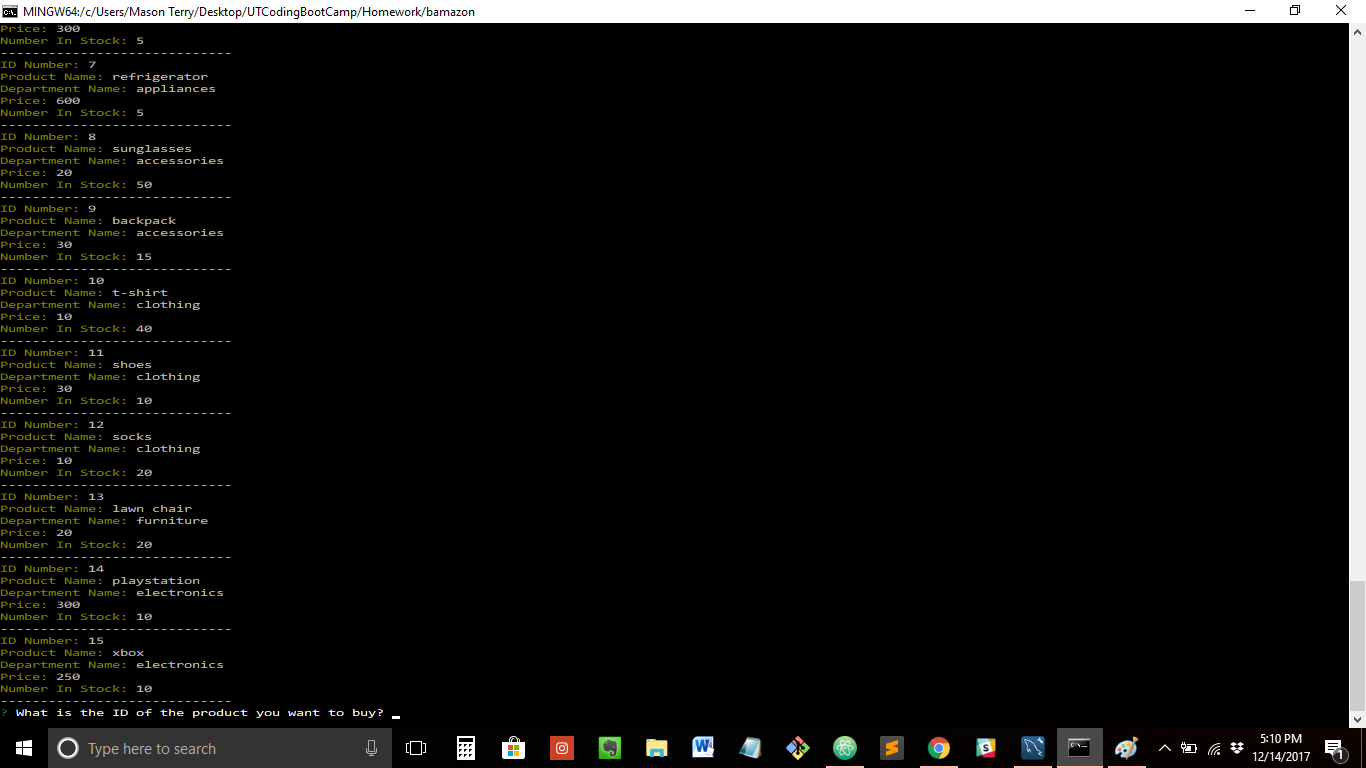 MINGW64:/c/Users/Mason Terry/Desktop/UTCodingBootCamp/Homework/bamazon
Price: 300
Number In Stock: 5
-----------------------------
ID Number: 7
Product Name: refrigerator
Department Name: appliances
Price: 600
Number In Stock: 5
-----------------------------
ID Number: 8
Product Name: sunglasses
Department Name: accessories
Price: 20
Number In Stock: 50
-----------------------------
ID Number: 9
Product Name: backpack
Department Name: accessories
Price: 30
Number In Stock: 15
-----------------------------
ID Number: 10
Product Name: t-shirt
Department Name: clothing
Price: 10
Number In Stock: 40
-----------------------------
ID Number: 11
Product Name: shoes
Department Name: clothing
Price: 30
Number In Stock: 10
-----------------------------
ID Number: 12
Product Name: socks
Department Name: clothing
Price: 10
Number In Stock: 20
-----------------------------
ID Number: 13
Product Name: lawn chair
Department Name: furniture
Price: 20
Number In Stock: 20
-----------------------------
ID Number: 14
Product Name: playstation
Department Name: electronics
Price: 300
Number In Stock: 10
-----------------------------
ID Number: 15
Product Name: xbox
Department Name: electronics
Price: 250
Number In Stock: 10
-----------------------------
? What is the ID of the product you want to buy?
Type here to search
5:10 PM
12/14/2017
1